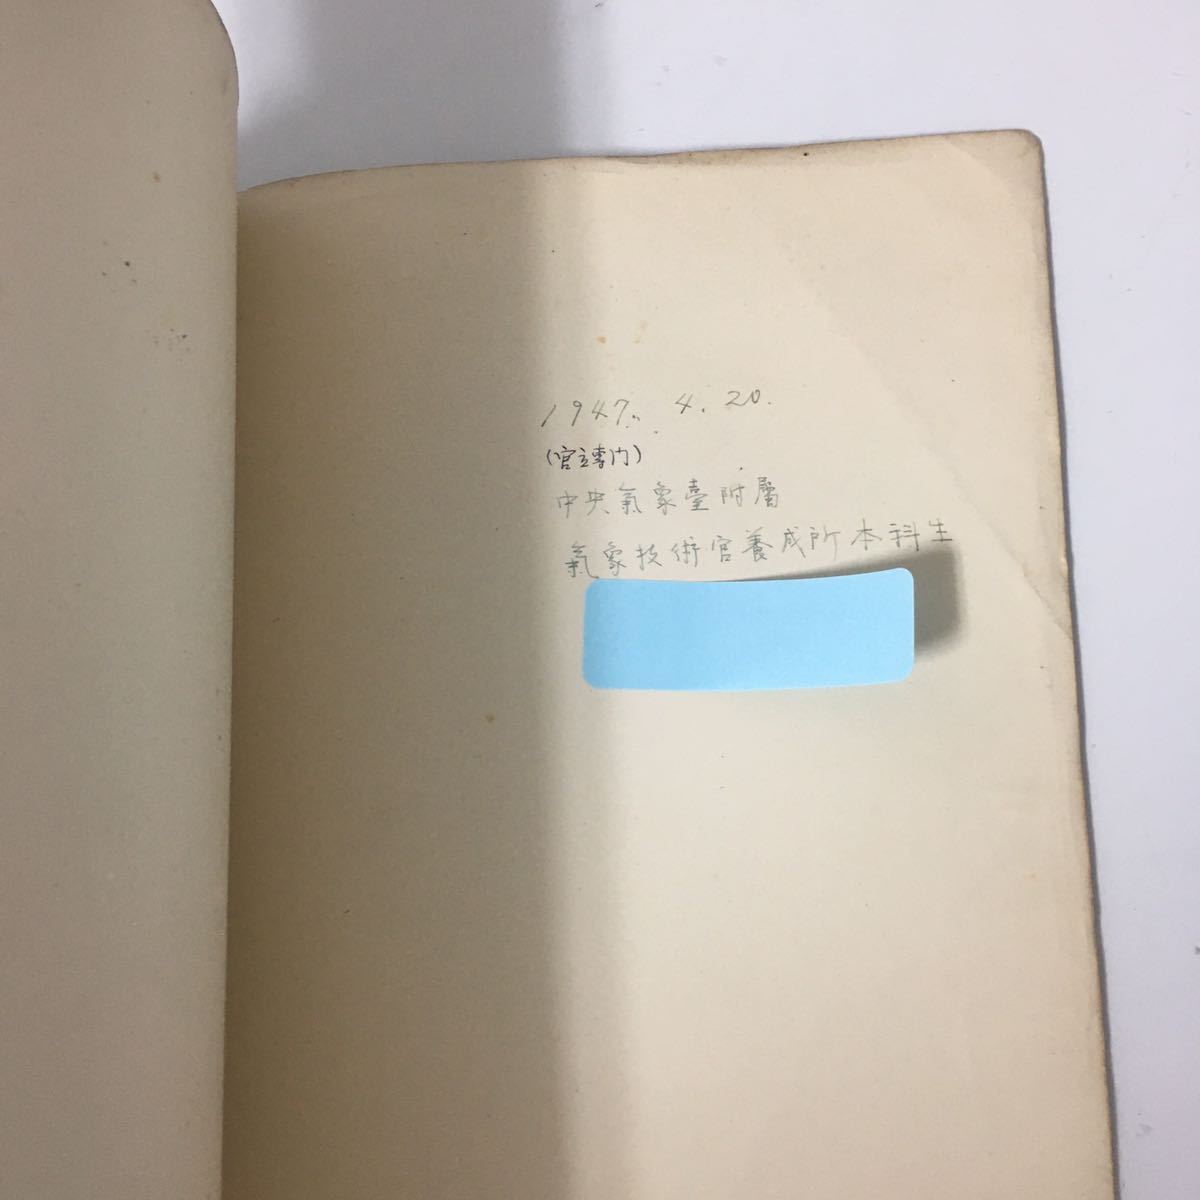 1947. 4. 20.
(官立専門)
中央氣象臺附屬
氣象技術官養成所本科生